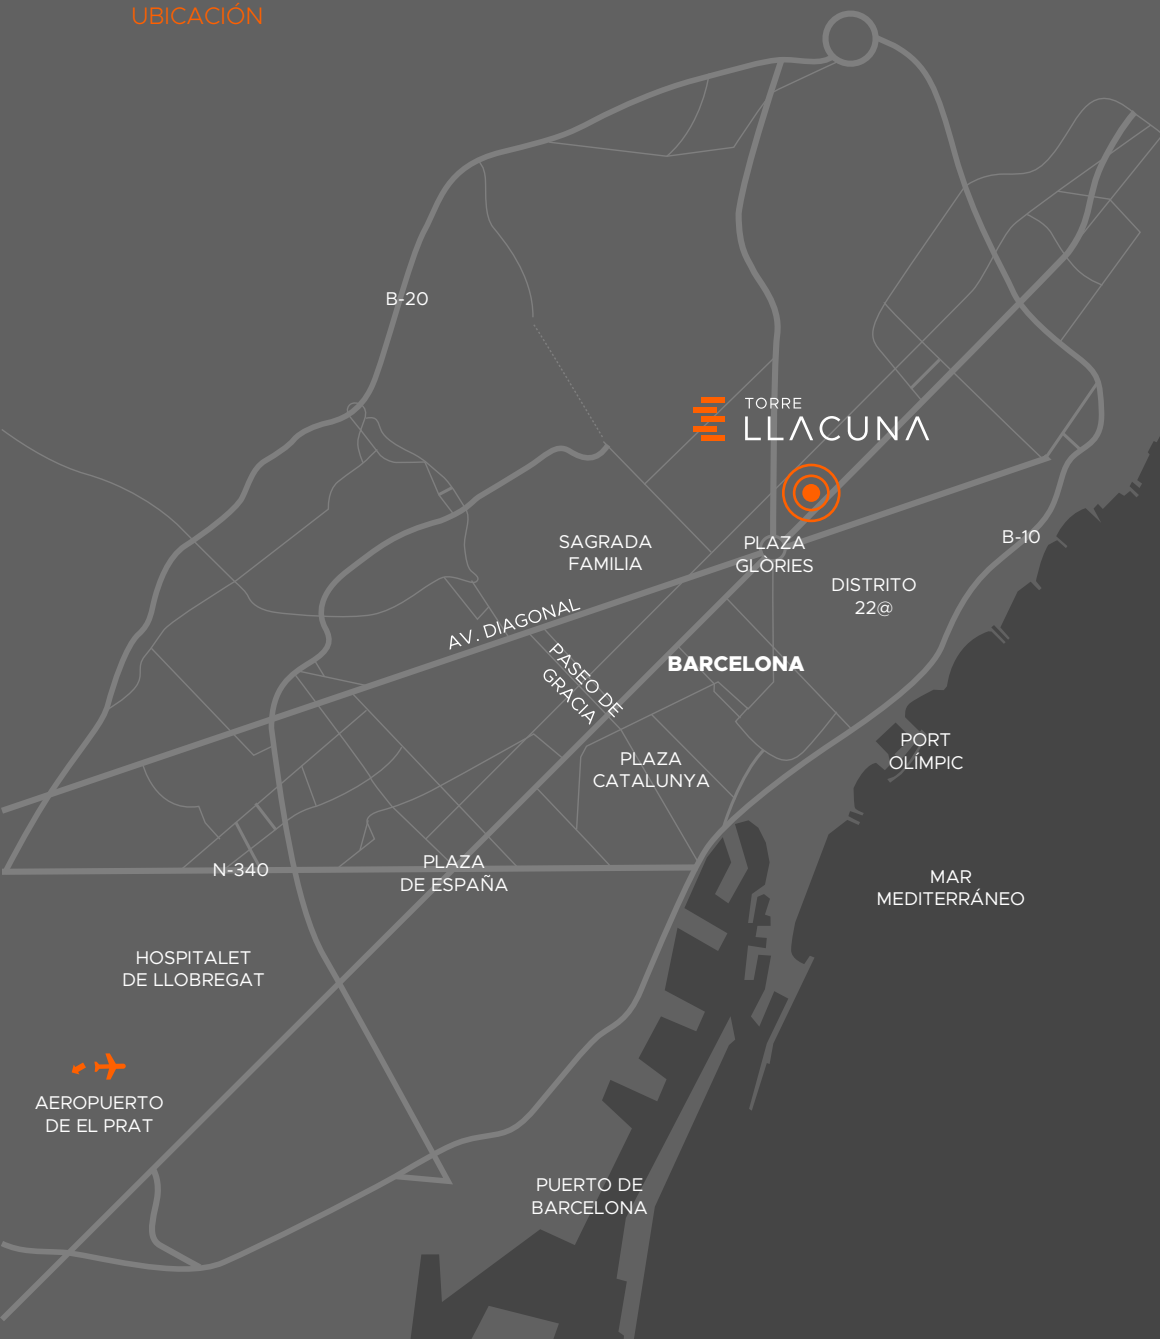 UBICACIÓN
B-20
TORRE
LLACUNA
SAGRADA
FAMILIA
PLAZA
GLÒRIES
B-10
DISTRITO
22@
AV. DIAGONAL
PASEO DE
GRACIA
BARCELONA
PORT
OLÍMPIC
PLAZA
CATALUNYA
N-340
PLAZA
DE ESPAÑA
MAR
MEDITERRÁNEO
HOSPITALET
DE LLOBREGAT
AEROPUERTO
DE EL PRAT
PUERTO DE
BARCELONA